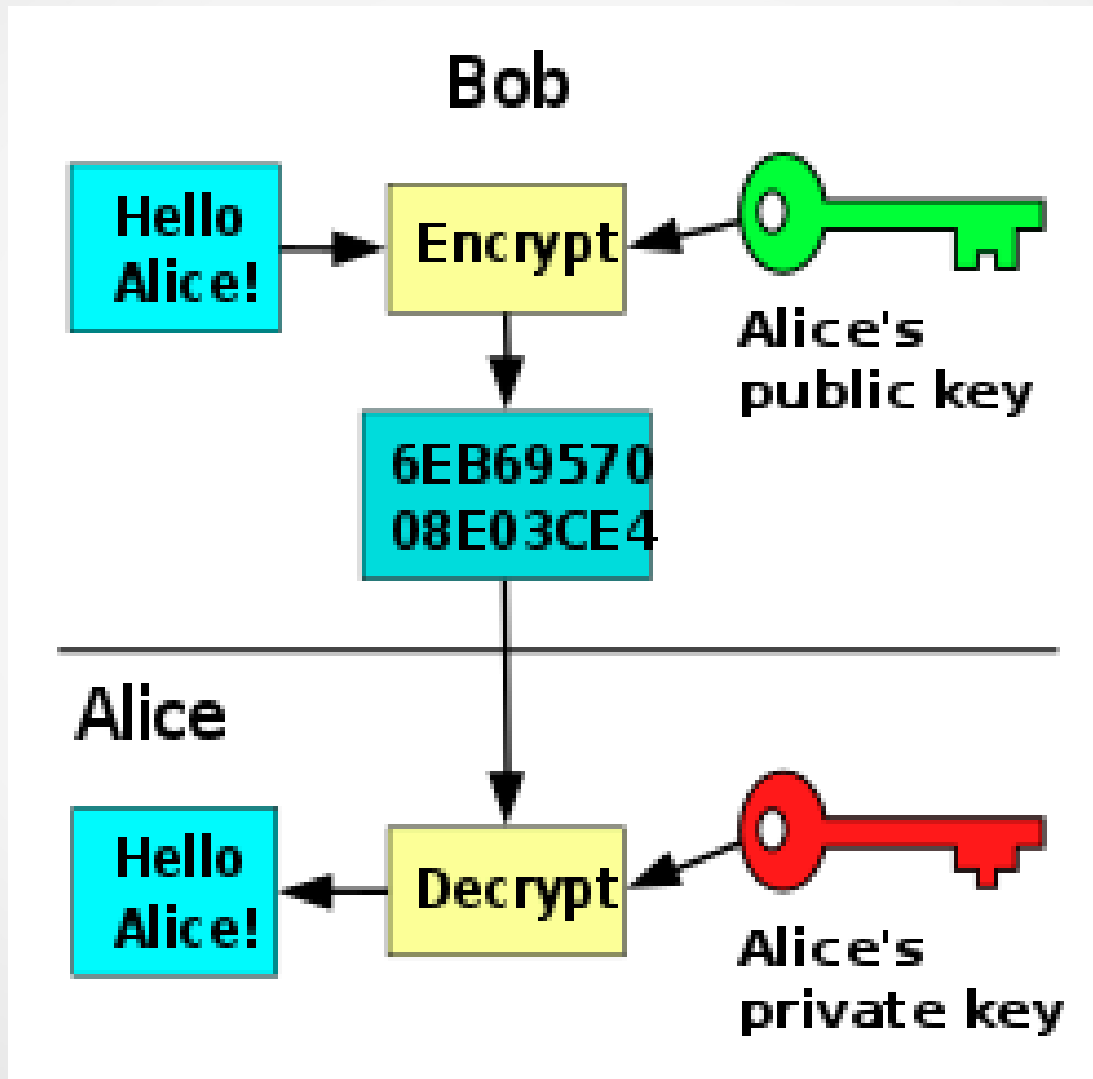 Bob
Hello
Alice!
Encrypt
Alice's
public key
6EB69570
08E03CE4
Alice
Hello
Alice!
Decrypt
Alice's
private key